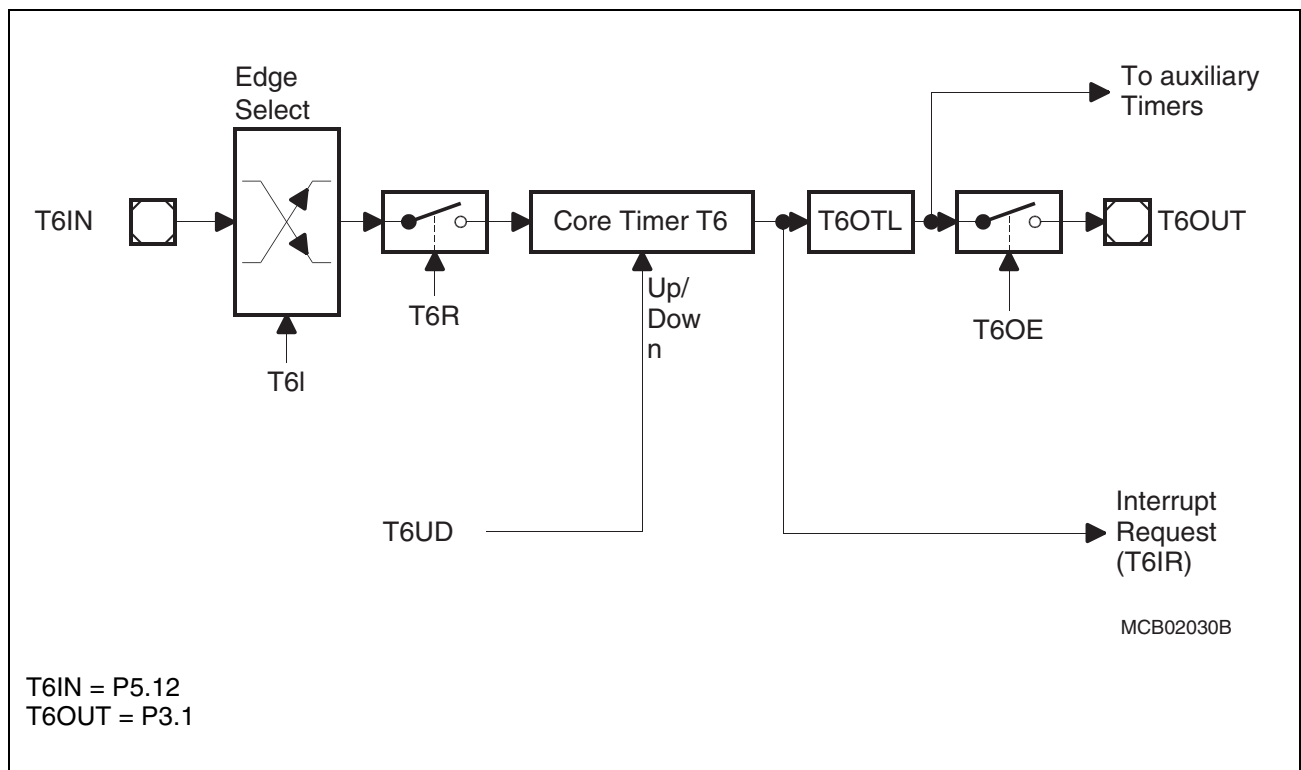 Edge
Select
To auxiliary
Timers
T6IN
Core Timer T6
T6OTL
T6OUT
T6R
Up/
Dow
n
T6OE
T6I
T6UD
Interrupt
Request
(T6IR)
MCB02030B
T6IN = P5.12
T6OUT = P3.1